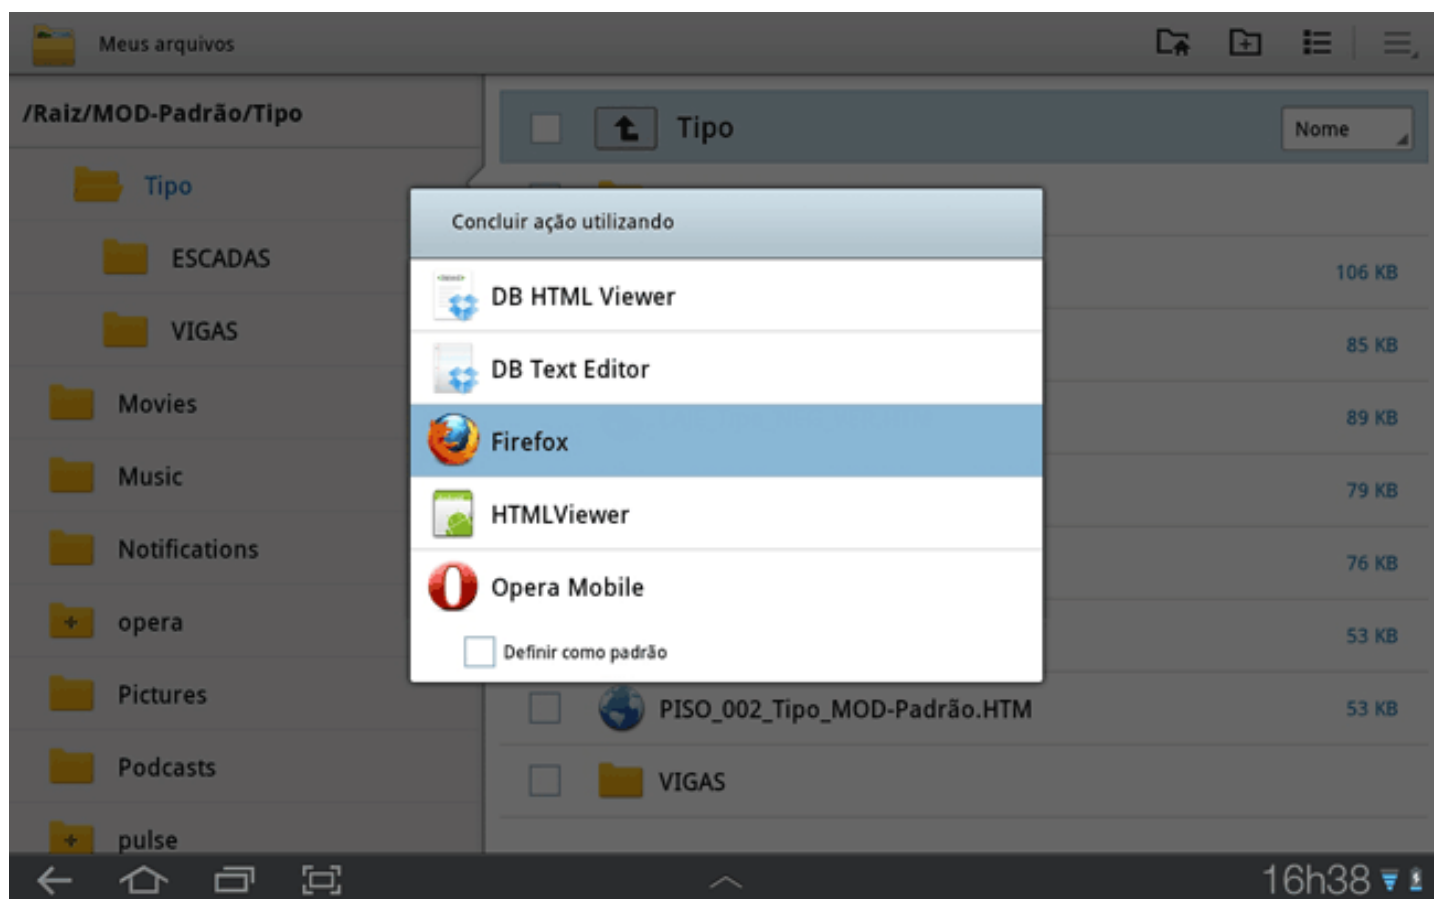 Meus arquivos
/Raiz/MOD-Padrão/Tipo
Tipo
ESCADAS
VIGAS
Movies
Music
Notifications
opera
Pictures
Podcasts
pulse
Tipo
Nome
106 KB
85 KB
89 KB
79 KB
76 KB
53 KB
PISO_002_Tipo_MOD-Padrão.HTM
53 KB
VIGAS
Concluir ação utilizando
DB HTML Viewer
DB Text Editor
Firefox
HTMLViewer
Opera Mobile
Definir como padrão
16h38